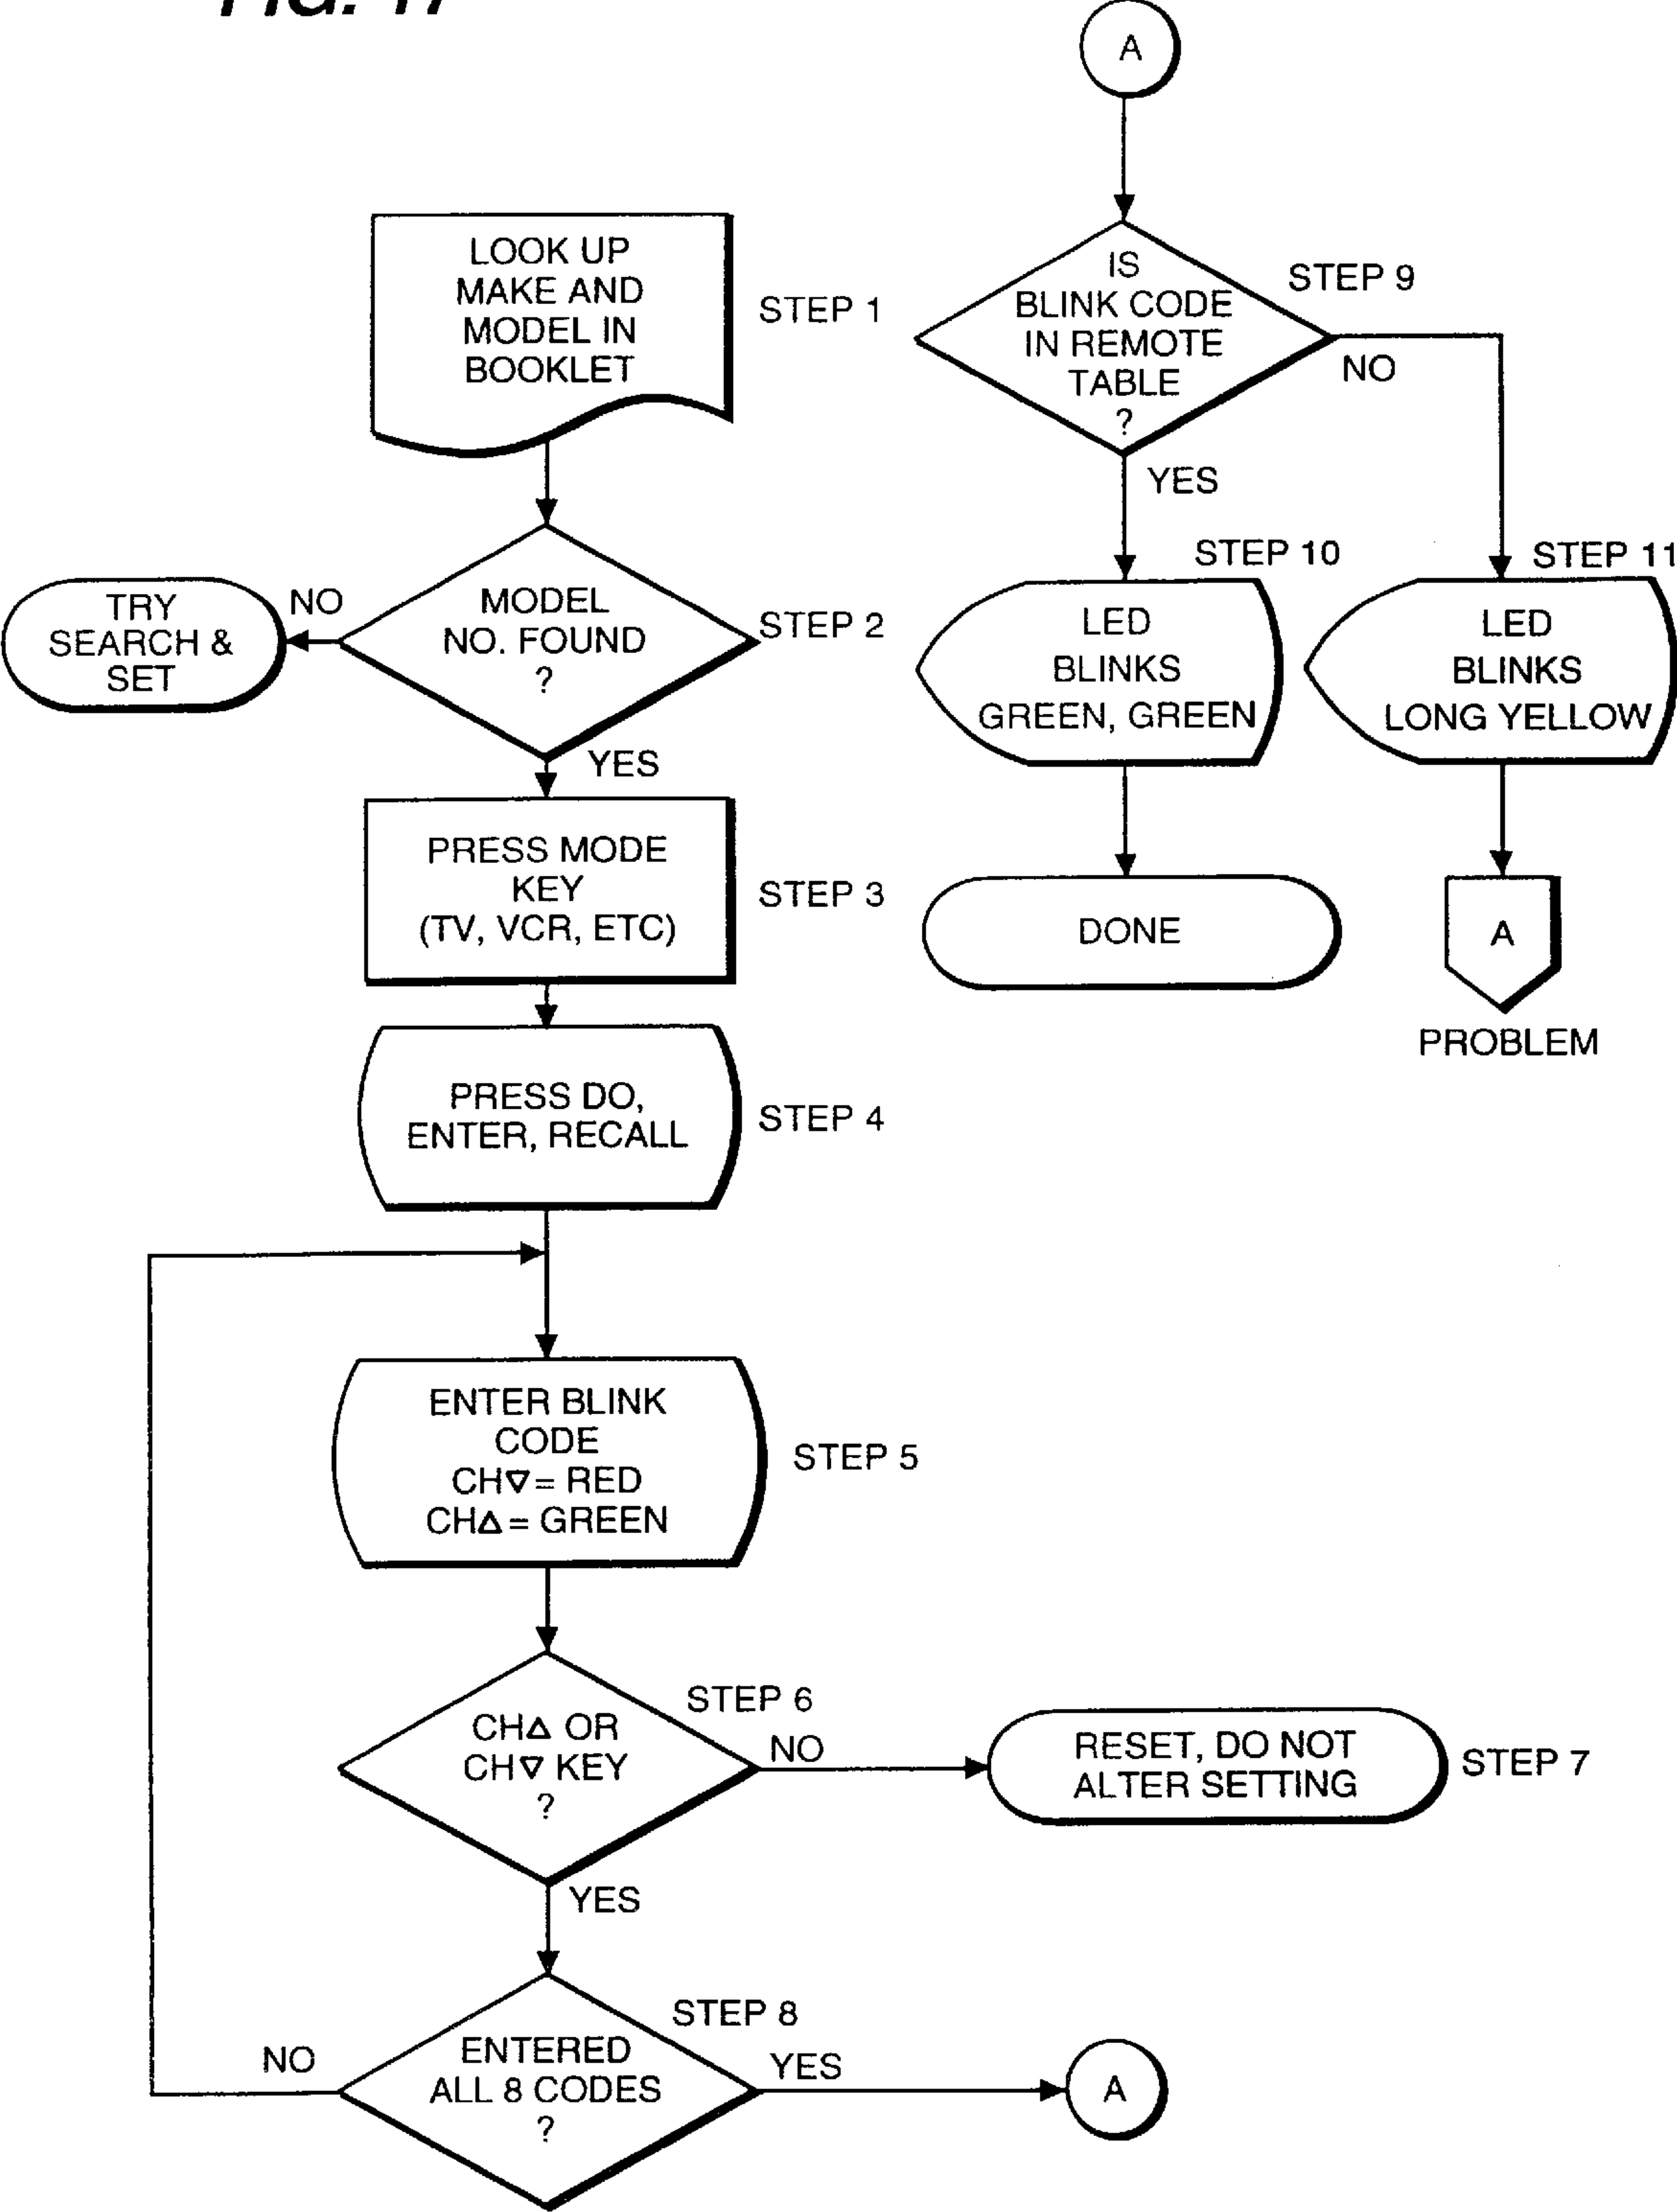 FIG. 17
LOOK UP
MAKE AND
MODEL IN
BOOKLET
STEP 1
MODEL
NO. FOUND
?
STEP 2
NO
TRY
SEARCH &
SET
YES
PRESS MODE
KEY
(TV, VCR, ETC)
STEP 3
PRESS DO,
ENTER, RECALL
STEP 4
ENTER BLINK
CODE
CH▽= RED
CH△= GREEN
STEP 5
CH△ OR
CH▽ KEY
?
STEP 6
NO
RESET, DO NOT
ALTER SETTING
STEP 7
YES
ENTERED
ALL 8 CODES
?
STEP 8
NO
YES
A
A
IS
BLINK CODE
IN REMOTE
TABLE
?
STEP 9
NO
YES
STEP 10
LED
BLINKS
GREEN, GREEN
DONE
STEP 11
LED
BLINKS
LONG YELLOW
A
PROBLEM